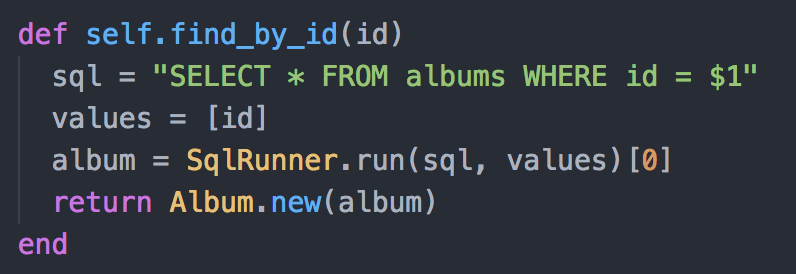 def self.find_by_id(id)
  sql = "SELECT * FROM albums WHERE id = $1"
  values = [id]
  album = SqlRunner.run(sql, values)[0]
  return Album.new(album)
end